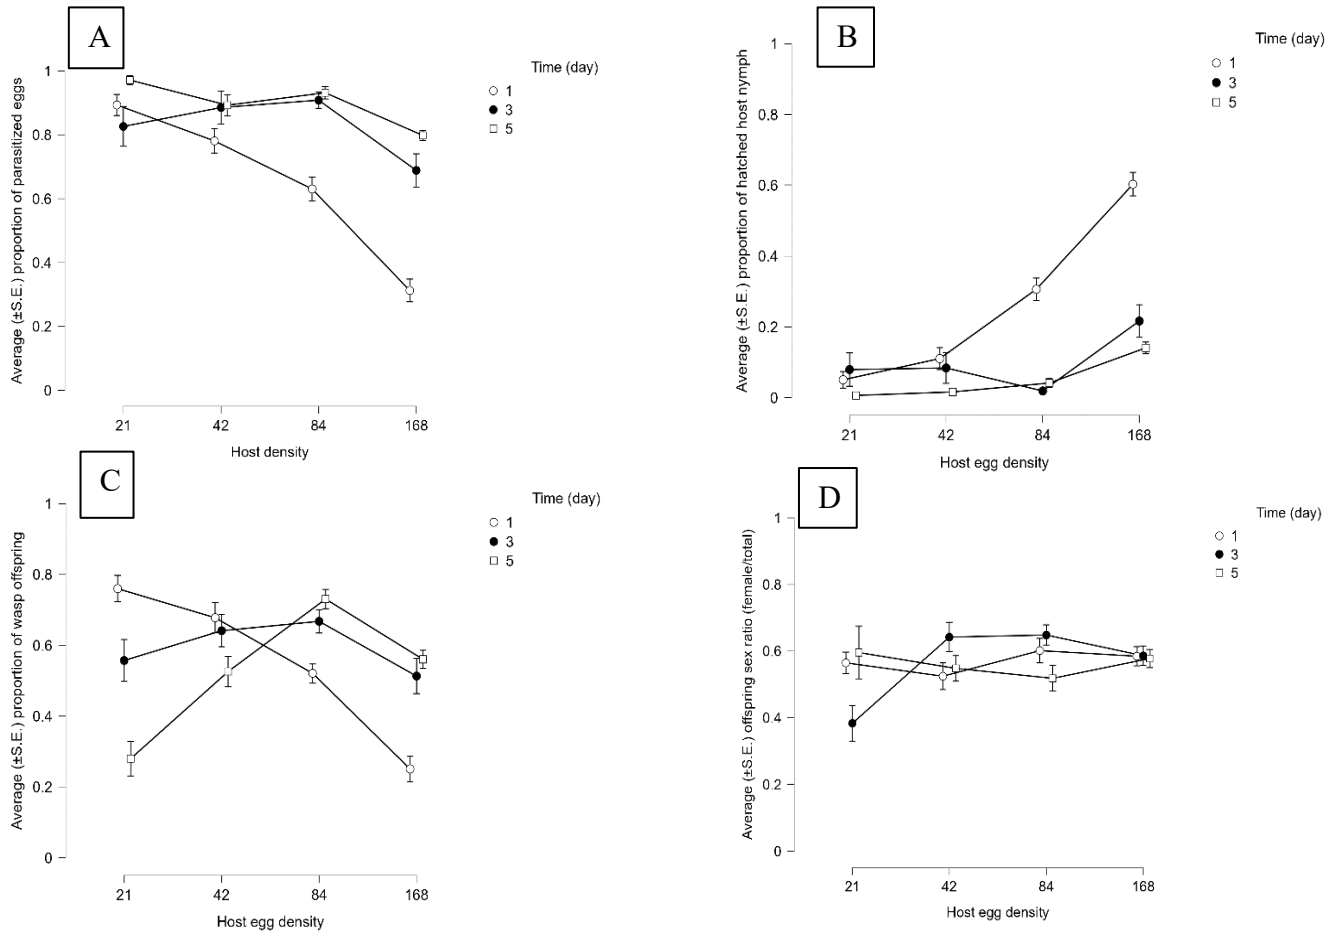 A
Time (day)
1
3
5
Average (±S.E.) proportion of parasitized eggs
1
0.8
0.6
0.4
0.2
0
21 42 84 168
Host density
B
Time (day)
1
3
5
Average (±S.E.) proportion of hatched host nymph
1
0.8
0.6
0.4
0.2
0
21 42 84 168
Host egg density
C
Time (day)
1
3
5
Average (±S.E.) proportion of wasp offspring
1
0.8
0.6
0.4
0.2
0
21 42 84 168
Host egg density
D
Time (day)
1
3
5
Average (±S.E.) offspring sex ratio (female/total)
1
0.8
0.6
0.4
0.2
0
21 42 84 168
Host egg density